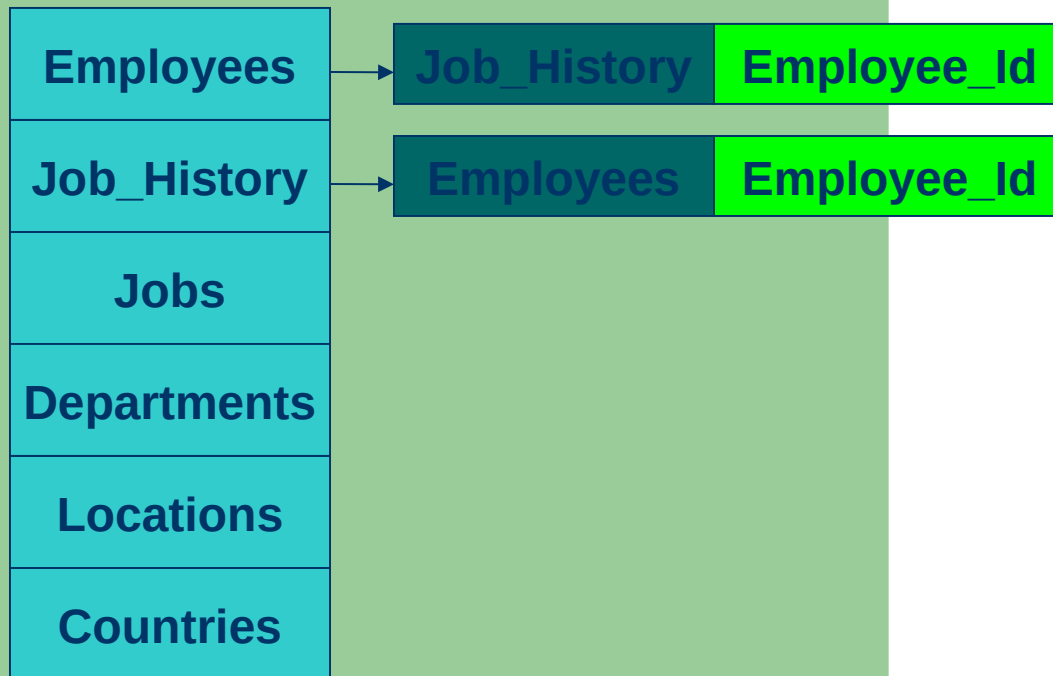 Employees Job_History Employee_Id
Job_History Employees Employee_Id
Jobs
Departments
Locations
Countries